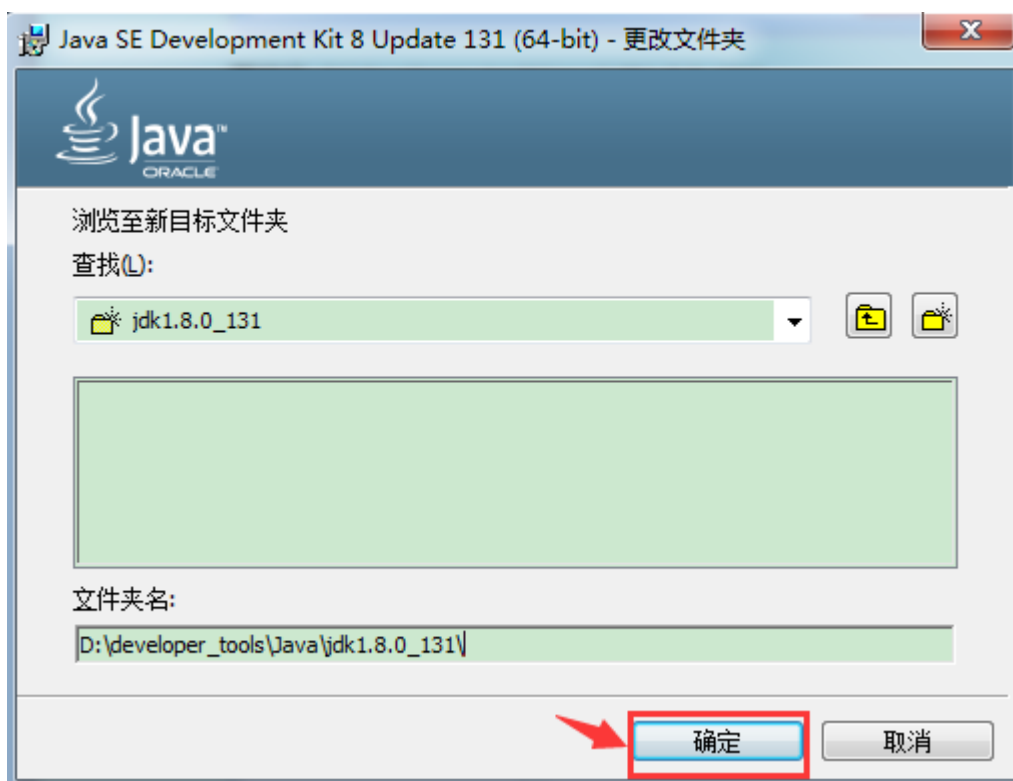 Java SE Development Kit 8 Update 131 (64-bit) - 更改文件夹
Java™
ORACLE
浏览至新目标文件夹
查找(L):
jdk1.8.0_131
文件夹名:
D:\developer_tools\Java\jdk1.8.0_131\
确定
取消